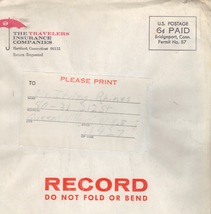 THE TRAVELERS
INSURANCE
COMPANIES
Hartford, Connecticut 06115
Return Requested
U.S. POSTAGE
6¢ PAID
Bridgeport, Conn.
Permit No. 67
TO
PLEASE PRINT
RECORD
DO NOT FOLD OR BEND